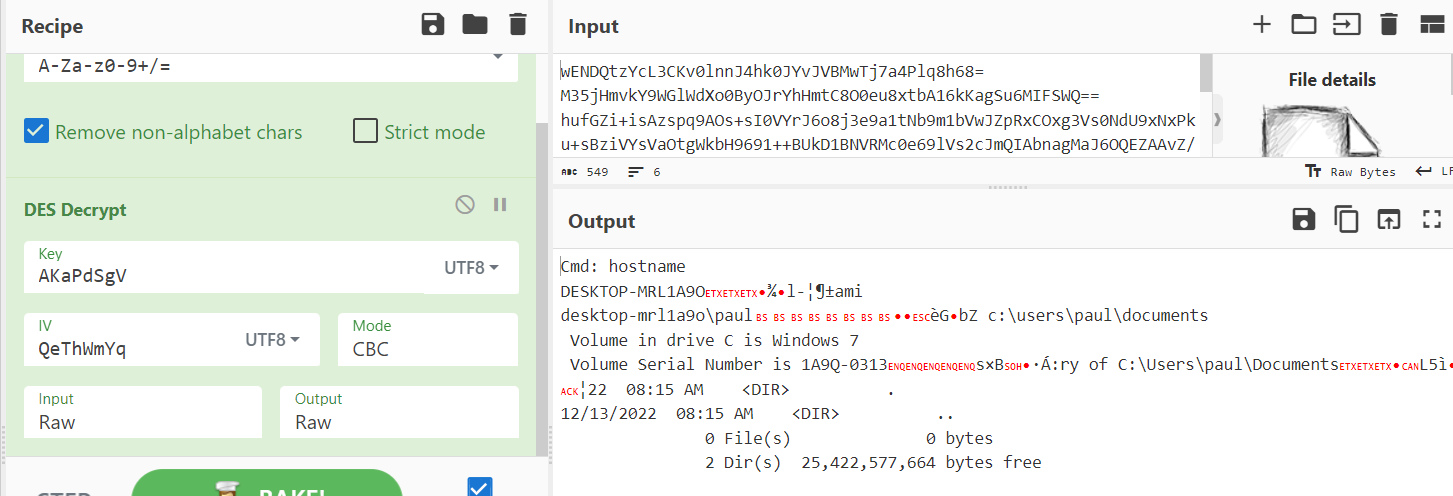 Recipe
A-Za-z0-9+/=
Remove non-alphabet chars
Strict mode
DES Decrypt
Key
AKaPdSgV
UTF8
IV
QeThWmYq
UTF8
Mode
CBC
Input
Raw
Output
Raw
STEP
BAKE!
Input
wENDQtzYcL3CKv0lnnJ4hk0JYvJVBMwTj7a4Plq8h68=
M35jHmvkY9WGlWdXo0ByOJrYhHmtC8O0eu8xtbA16kKagSu6MIFSWQ==
hufGZi+isAzspq9AOs+sI0VYrJ6o8j3e9a1tNb9m1bVwJZpRxCOxg3Vs0NdU9xNxPk
u+sBziVYsVaOtgWkbH9691++BUkD1BNVRMc0e69lVs2cJmQIAbnagMaJ6OQEZAAvZ/
File details
ABC 549
6
Raw Bytes
LF
Output
Cmd: hostname
DESKTOP-MRL1A9OETXETXETX•¾•l-¦¶±ami
desktop-mrl1a9o\paulBS BS BS BS BS BS BS BS••ESCèG•bZ c:\users\paul\documents
Volume in drive C is Windows 7
Volume Serial Number is 1A9Q-0313ENQENQENQENQENQs×BSOH•·Á:ry of C:\Users\paul\DocumentsETXETXETX•CANL5ì•
ACK¦22  08:15 AM    <DIR>          .
12/13/2022  08:15 AM    <DIR>          ..
0 File(s)              0 bytes
2 Dir(s)  25,422,577,664 bytes free